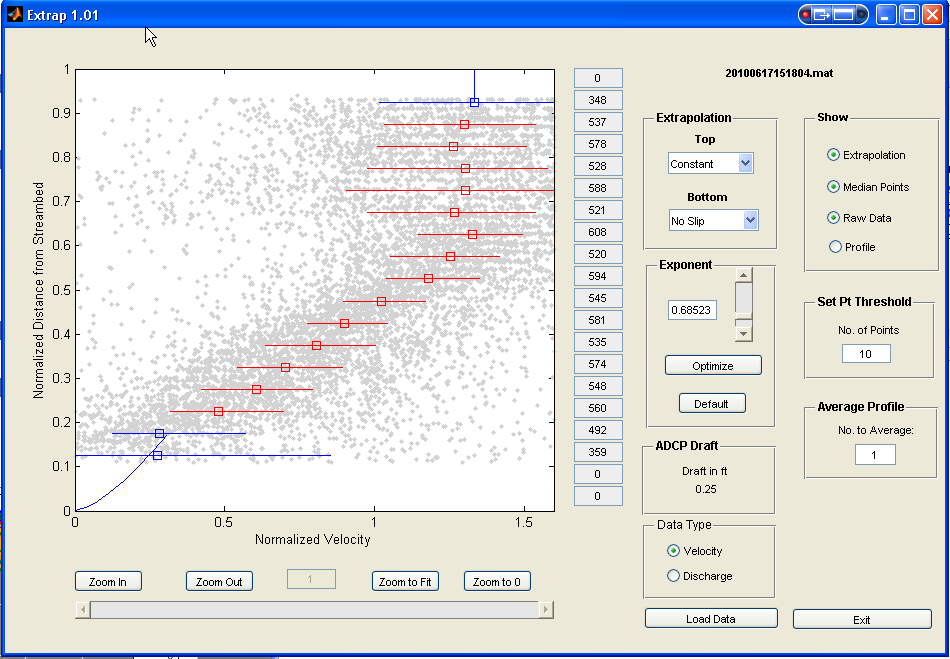 Extrap 1.01
20100617151804.mat
Normalized Distance from Streambed
1
0.9
0.8
0.7
0.6
0.5
0.4
0.3
0.2
0.1
0
0
0.5
1
1.5
Normalized Velocity
0
348
537
578
528
588
521
608
520
594
545
581
535
574
548
560
492
359
0
0
Extrapolation
Top
Constant
Bottom
No Slip
Exponent
0.68523
Optimize
Default
ADCP Draft
Draft in ft
0.25
Data Type
Velocity
Discharge
Load Data
Show
Extrapolation
Median Points
Raw Data
Profile
Set Pt Threshold
No. of Points
10
Average Profile
No. to Average:
1
Exit
Zoom In
Zoom Out
1
Zoom to Fit
Zoom to 0